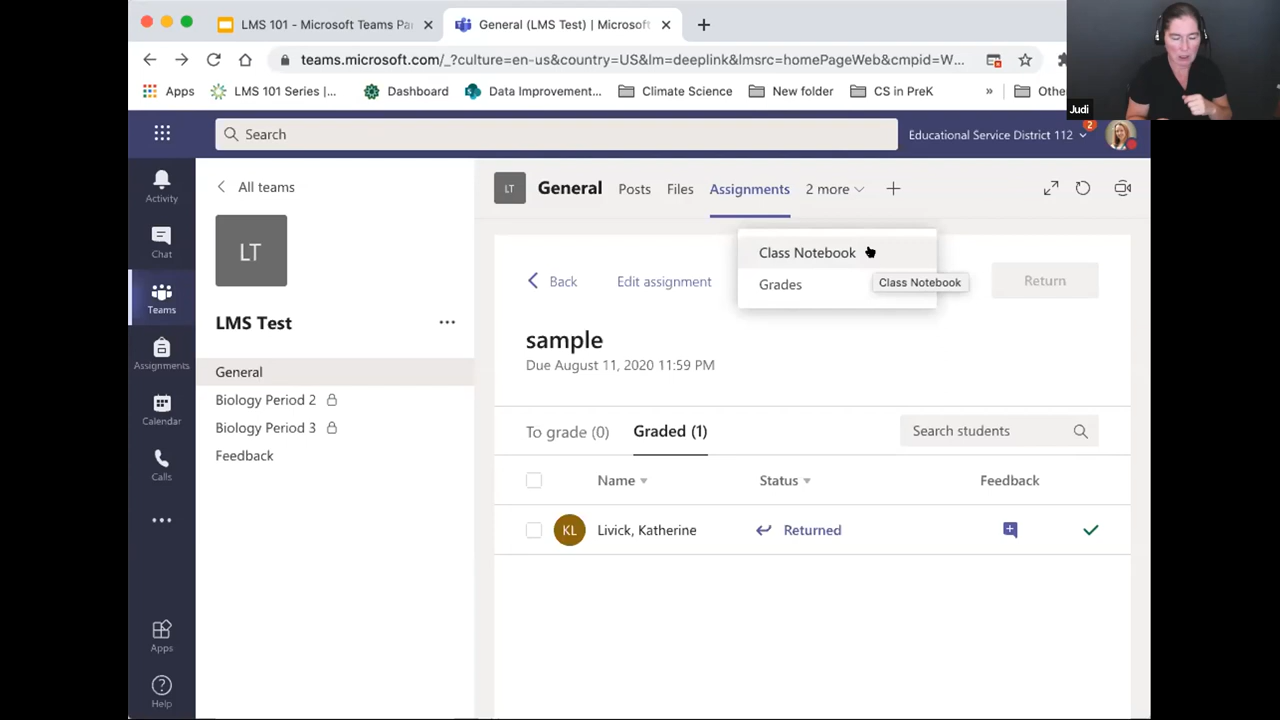 LMS 101 - Microsoft Teams Pa
General (LMS Test) | Microsoft
teams.microsoft.com/_?culture=en-us&country=US&lm=deeplink&lmsrc=homePageWeb&cmpid=W...
Apps
LMS 101 Series |...
Dashboard
Data Improvement...
Climate Science
New folder
CS in PreK
»
Othe
Judi
Search
Educational Service District 112
2
Activity
Chat
Teams
Assignments
Calendar
Calls
Apps
Help
All teams
LT
LMS Test
General
Biology Period 2
Biology Period 3
Feedback
LT
General
Posts
Files
Assignments
2 more
Class Notebook
Grades
Class Notebook
Back
Edit assignment
Return
sample
Due August 11, 2020 11:59 PM
To grade (0)
Graded (1)
Search students
Name
Status
Feedback
KL
Livick, Katherine
Returned